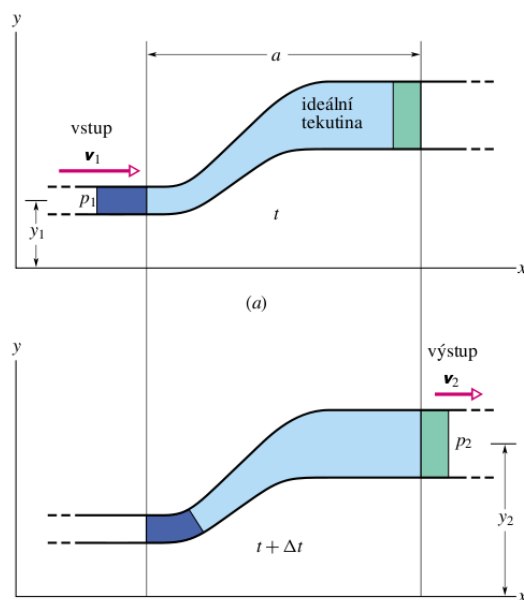 y
a
ideální
tekutina
vstup
v₁
p₁
y₁
t
x
(a)
y
výstup
v₂
p₂
y₂
t + Δt
x